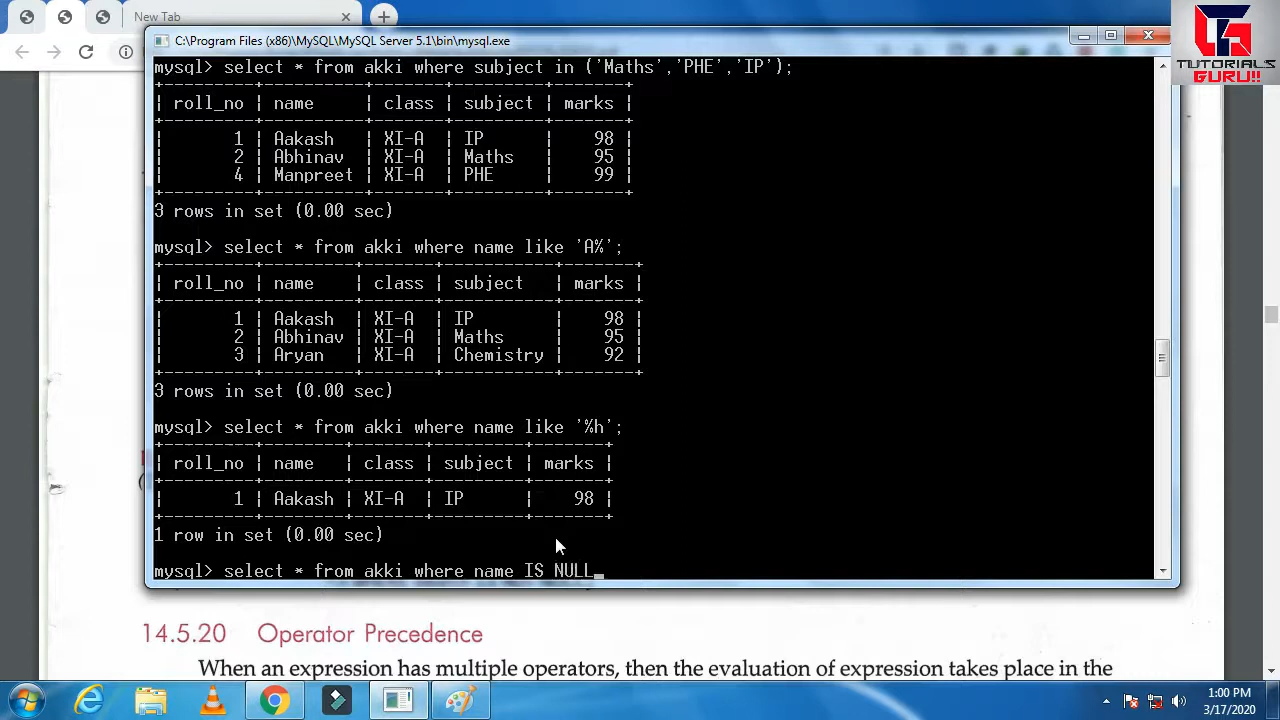 New Tab
C:\Program Files (x86)\MySQL\MySQL Server 5.1\bin\mysql.exe
TUTORIALS
GURU!!
mysql> select * from akki where subject in ('Maths','PHE','IP');
| roll_no | name | class | subject | marks |
| 1 | Aakash | XI-A | IP | 98 |
| 2 | Abhinav | XI-A | Maths | 95 |
| 4 | Manpreet | XI-A | PHE | 99 |
3 rows in set (0.00 sec)
mysql> select * from akki where name like 'A%';
| roll_no | name | class | subject | marks |
| 1 | Aakash | XI-A | IP | 98 |
| 2 | Abhinav | XI-A | Maths | 95 |
| 3 | Aryan | XI-A | Chemistry | 92 |
3 rows in set (0.00 sec)
mysql> select * from akki where name like '%h';
| roll_no | name | class | subject | marks |
| 1 | Aakash | XI-A | IP | 98 |
1 row in set (0.00 sec)
mysql> select * from akki where name IS NULL
14.5.20 Operator Precedence
When an expression has multiple operators, then the evaluation of expression takes place in the
1:00 PM
3/17/2020